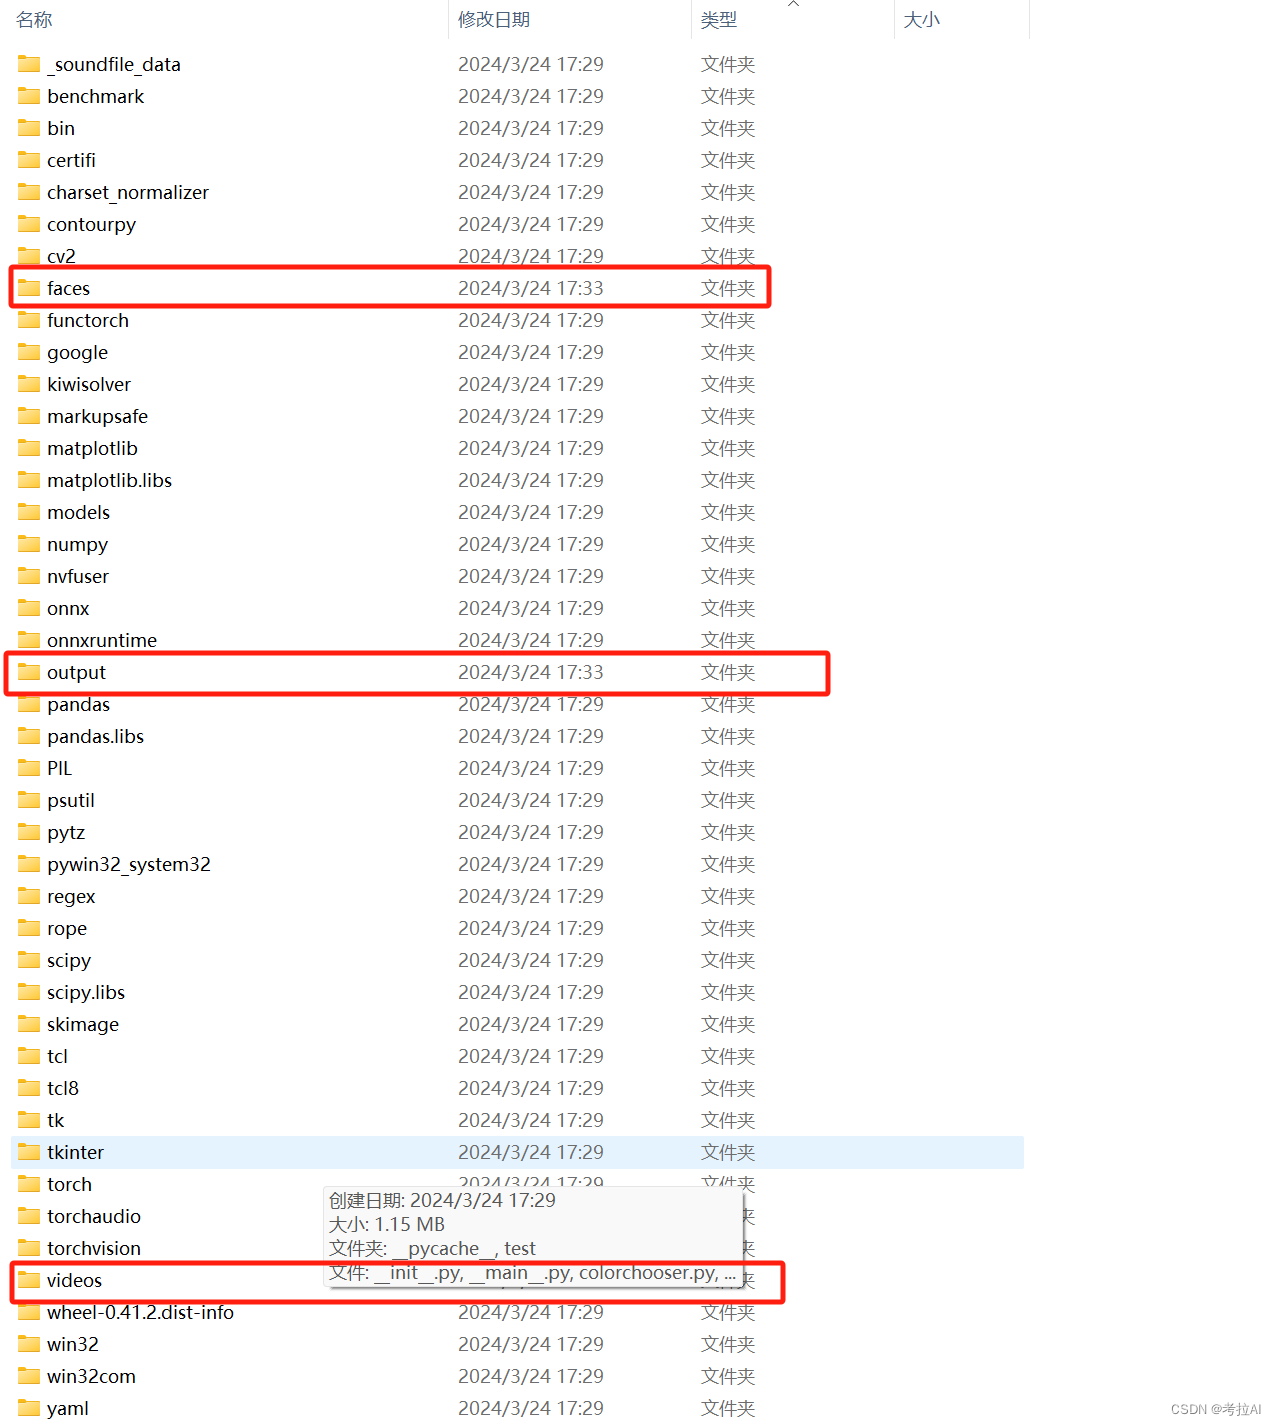 名称 修改日期 类型 大小
_soundfile_data 2024/3/24 17:29 文件夹
benchmark 2024/3/24 17:29 文件夹
bin 2024/3/24 17:29 文件夹
certifi 2024/3/24 17:29 文件夹
charset_normalizer 2024/3/24 17:29 文件夹
contourpy 2024/3/24 17:29 文件夹
cv2 2024/3/24 17:29 文件夹
faces 2024/3/24 17:33 文件夹
functorch 2024/3/24 17:29 文件夹
google 2024/3/24 17:29 文件夹
kiwisolver 2024/3/24 17:29 文件夹
markupsafe 2024/3/24 17:29 文件夹
matplotlib 2024/3/24 17:29 文件夹
matplotlib.libs 2024/3/24 17:29 文件夹
models 2024/3/24 17:29 文件夹
numpy 2024/3/24 17:29 文件夹
nvfuser 2024/3/24 17:29 文件夹
onnx 2024/3/24 17:29 文件夹
onnxruntime 2024/3/24 17:29 文件夹
output 2024/3/24 17:33 文件夹
pandas 2024/3/24 17:29 文件夹
pandas.libs 2024/3/24 17:29 文件夹
PIL 2024/3/24 17:29 文件夹
psutil 2024/3/24 17:29 文件夹
pytz 2024/3/24 17:29 文件夹
pywin32_system32 2024/3/24 17:29 文件夹
regex 2024/3/24 17:29 文件夹
rope 2024/3/24 17:29 文件夹
scipy 2024/3/24 17:29 文件夹
scipy.libs 2024/3/24 17:29 文件夹
skimage 2024/3/24 17:29 文件夹
tcl 2024/3/24 17:29 文件夹
tcl8 2024/3/24 17:29 文件夹
tk 2024/3/24 17:29 文件夹
tkinter 2024/3/24 17:29 文件夹
torch 2024/3/24 17:29 文件夹
创建日期: 2024/3/24 17:29
torchaudio 夹
大小: 1.15 MB
torchvision 夹
文件夹: __pycache__, test
文件: __init__.py, __main__.py, colorchooser.py, ...
videos 夹
wheel-0.41.2.dist-info 2024/3/24 17:29 文件夹
win32 2024/3/24 17:29 文件夹
win32com 2024/3/24 17:29 文件夹
yaml 2024/3/24 17:29 文件夹
CSDN @考拉AI